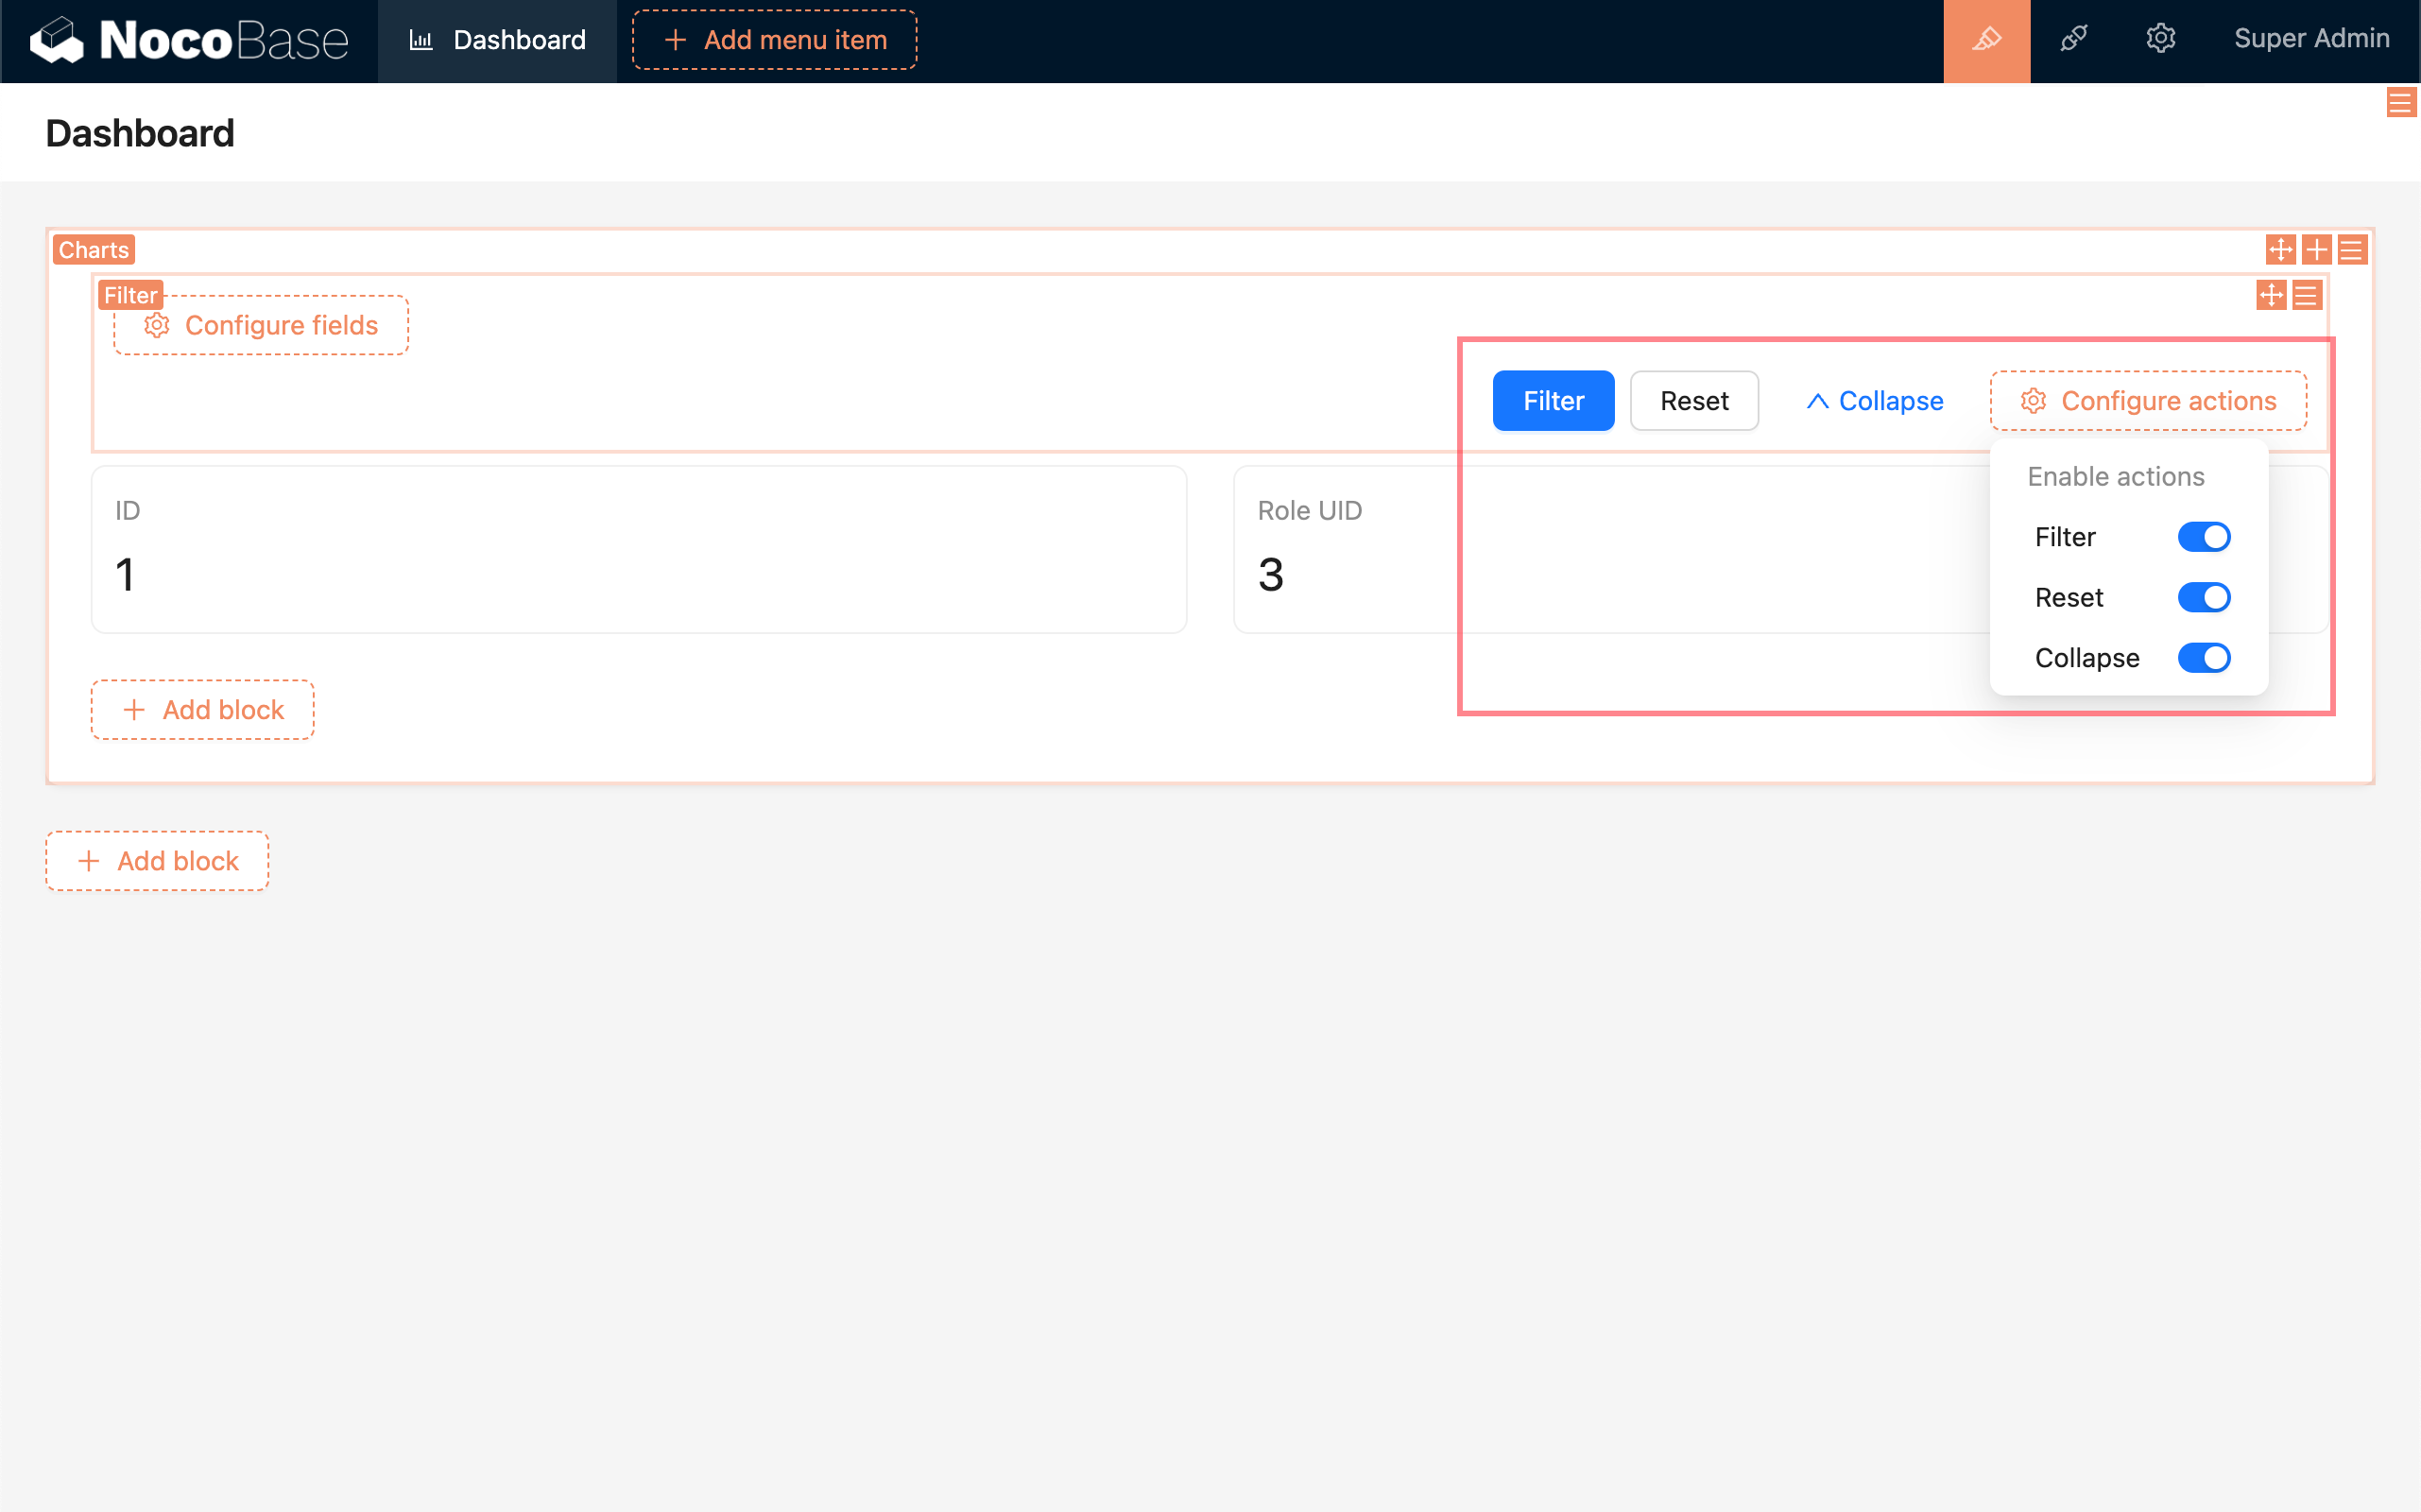 NocoBase
Dashboard
Add menu item
Super Admin
Dashboard
Charts
Filter
Configure fields
Filter
Reset
Collapse
Configure actions
Enable actions
Filter
Reset
Collapse
ID
1
Role UID
3
Add block
Add block